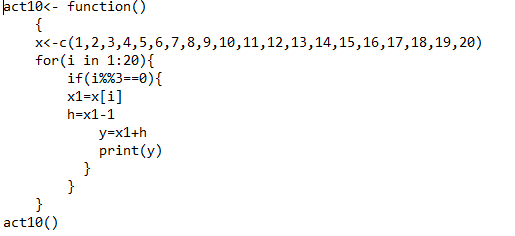 act10<- function()
{
x<-c(1,2,3,4,5,6,7,8,9,10,11,12,13,14,15,16,17,18,19,20)
for(i in 1:20){
if(i%%3==0){
x1=x[i]
h=x1-1
y=x1+h
print(y)
}
}
}
act10()